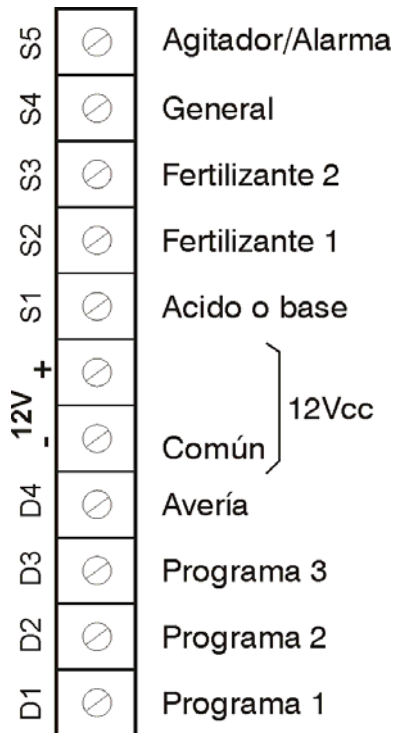 S5 Agitador/Alarma
S4 General
S3 Fertilizante 2
S2 Fertilizante 1
S1 Acido o base
12V + 12Vcc
- Común
D4 Avería
D3 Programa 3
D2 Programa 2
D1 Programa 1